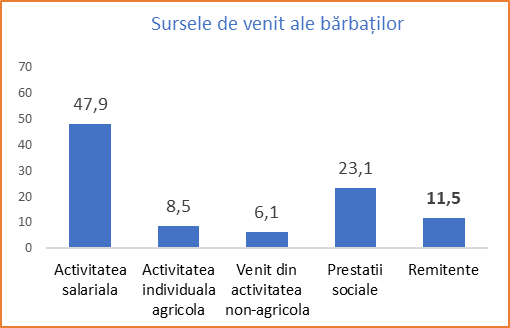 Sursele de venit ale bărbaților
70
60
50
40
30
20
10
0
47,9
8,5
6,1
23,1
11,5
Activitatea
salariala
Activitatea
individuala
agricola
Venit din
activitatea
non-agricola
Prestatii
sociale
Remitente